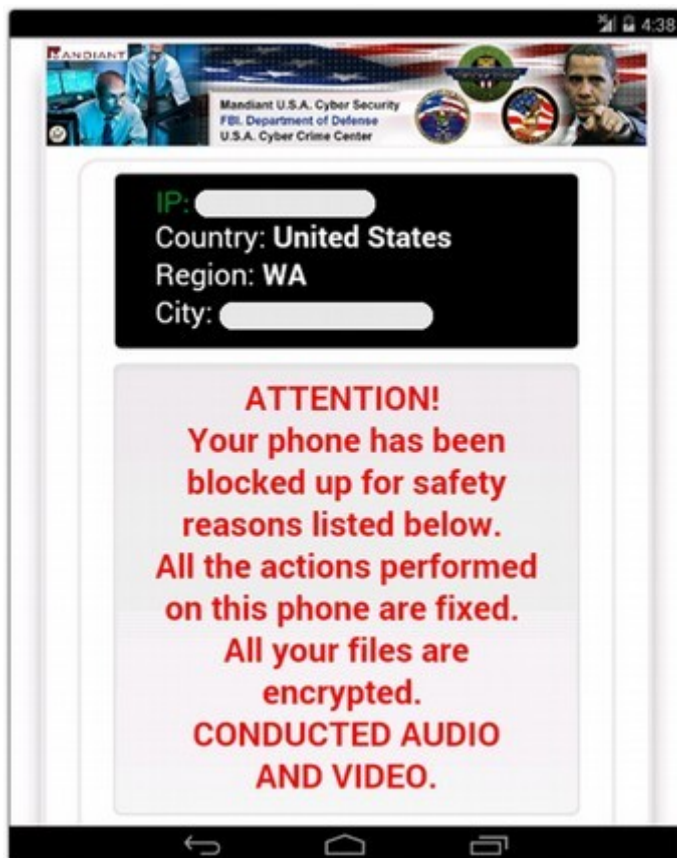 4:38
MANDIANT
Mandiant U.S.A. Cyber Security
FBI. Department of Defense
U.S.A. Cyber Crime Center
IP:
Country: United States
Region: WA
City:
ATTENTION!
Your phone has been
blocked up for safety
reasons listed below.
All the actions performed
on this phone are fixed.
All your files are
encrypted.
CONDUCTED AUDIO
AND VIDEO.